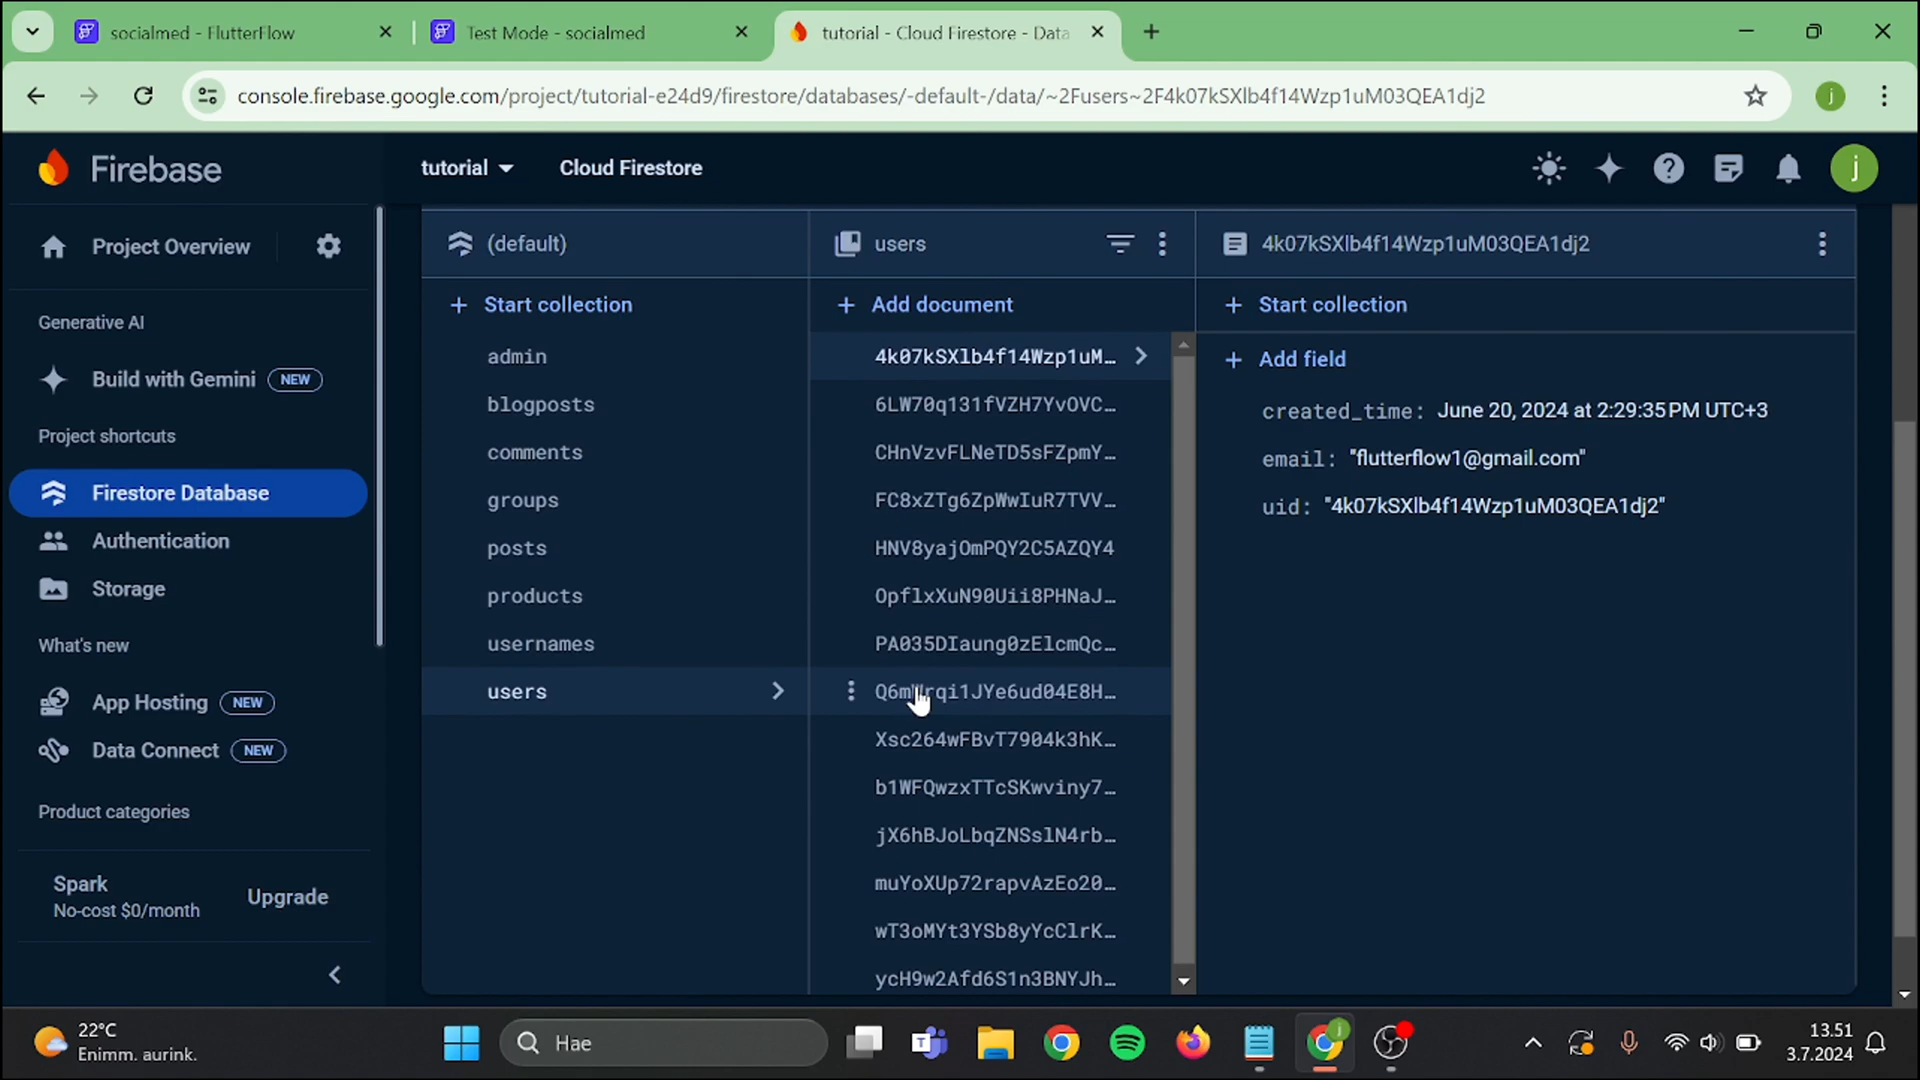 socialmed - FlutterFlow
Test Mode - socialmed
tutorial - Cloud Firestore - Data
console.firebase.google.com/project/tutorial-e24d9/firestore/databases/-default-/data/~2Fusers~2F4k07kSXlb4f14Wzp1uM03QEA1dj2
j
Firebase
tutorial
Cloud Firestore
j
Project Overview
Generative AI
Build with Gemini NEW
Project shortcuts
Firestore Database
Authentication
Storage
What's new
App Hosting NEW
Data Connect NEW
Product categories
Spark
No-cost $0/month
Upgrade
(default)
+ Start collection
admin
blogposts
comments
groups
posts
products
usernames
users
users
+ Add document
4k07kSXlb4f14Wzp1uM…
6LW70q131fVZH7YvOVC…
CHnVzvFLNeTD5sFZpmY…
FC8xZTg6ZpWwIuR7TVV…
HNV8yajOmPQY2C5AZQY4
OpflxXuN90Uii8PHNaJ…
PA035DIaung0zElcmQc…
Xsc264wFBvT7904k3hK…
b1WFQwzxTTcSKwviny7…
jX6hBJoLbqZNSslN4rb…
muYoXUp72rapvAzEo20…
wT3oMYt3YSb8yYcClrK…
ycH9w2Afd6S1n3BNYJh…
4k07kSXlb4f14Wzp1uM03QEA1dj2
+ Start collection
+ Add field
created_time: June 20, 2024 at 2:29:35 PM UTC+3
email: "flutterflow1@gmail.com"
uid: "4k07kSXlb4f14Wzp1uM03QEA1dj2"
22°C
Enimm. aurink.
Hae
j
13.51
3.7.2024